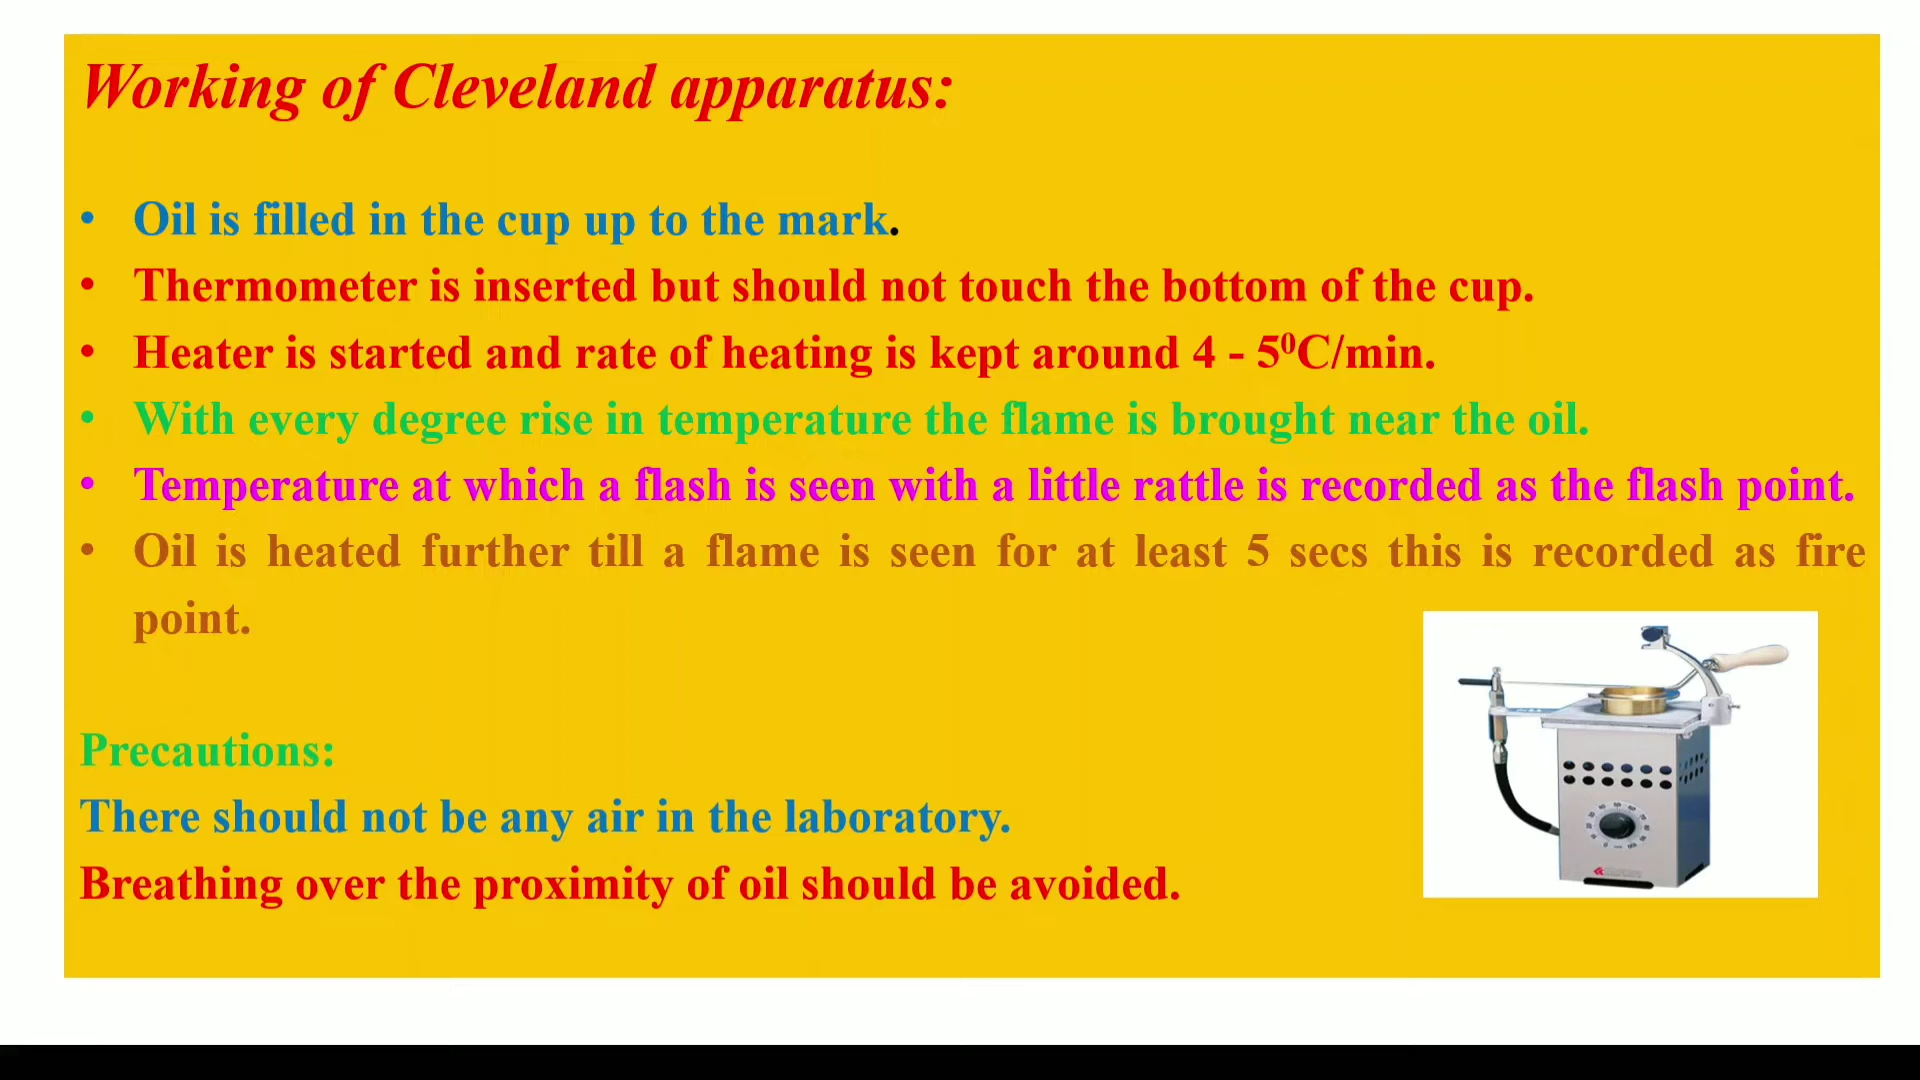 Working of Cleveland apparatus:
• Oil is filled in the cup up to the mark.
• Thermometer is inserted but should not touch the bottom of the cup.
• Heater is started and rate of heating is kept around 4 - 5⁰C/min.
• With every degree rise in temperature the flame is brought near the oil.
• Temperature at which a flash is seen with a little rattle is recorded as the flash point.
• Oil is heated further till a flame is seen for at least 5 secs this is recorded as fire
point.
Precautions:
There should not be any air in the laboratory.
Breathing over the proximity of oil should be avoided.